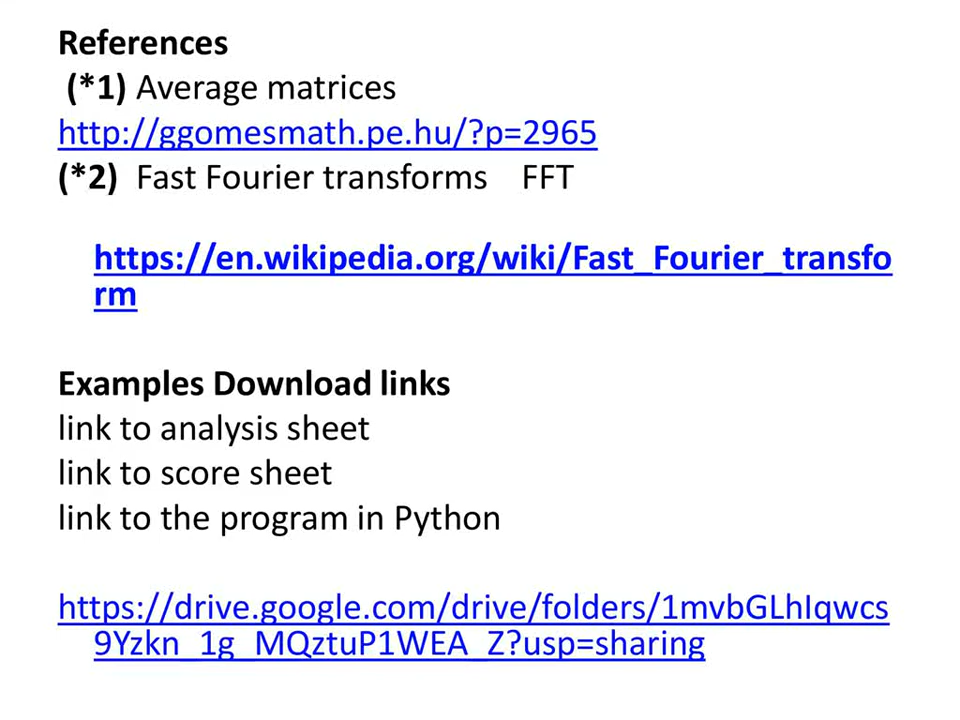 References
(*1) Average matrices
http://ggomesmath.pe.hu/?p=2965
(*2) Fast Fourier transforms FFT
https://en.wikipedia.org/wiki/Fast_Fourier_transfo
rm
Examples Download links
link to analysis sheet
link to score sheet
link to the program in Python
https://drive.google.com/drive/folders/1mvbGLhIqwcs
9Yzkn_1g_MQztuP1WEA_Z?usp=sharing